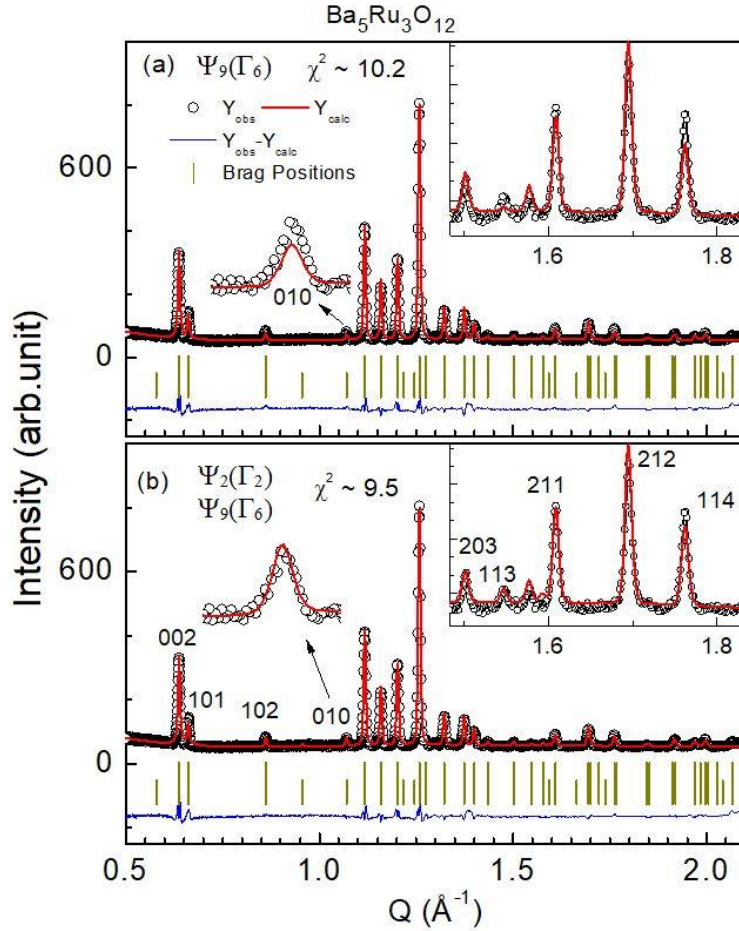 Ba5Ru3O12
(a) Ψ9(Γ6) χ2 ~ 10.2
Yobs Ycalc
Yobs-Ycalc
Brag Positions
010
1.6 1.8
600
0
(b) Ψ2(Γ2) χ2 ~ 9.5
Ψ9(Γ6)
203 113 211 212 114
1.6 1.8
600
002
101
102
010
0
0.5 1.0 1.5 2.0
Q (Å-1)
Intensity (arb.unit)